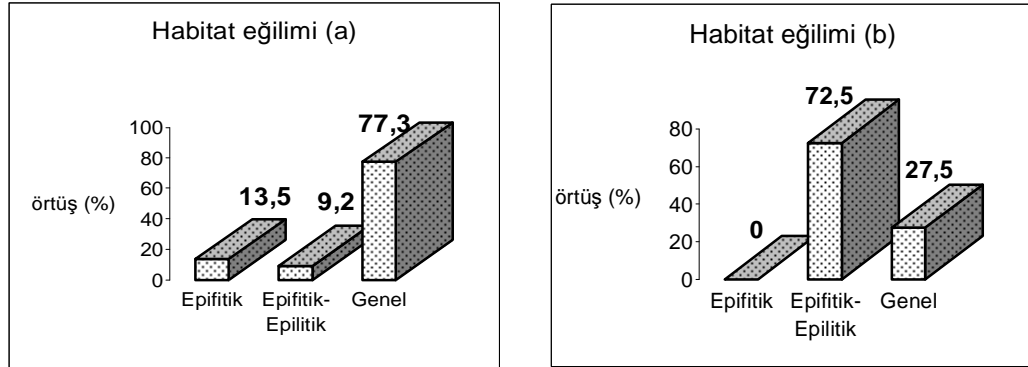 Habitat eğilimi (a)
100
80
60
40
20
0
örtüş (%)
13,5
9,2
77,3
Epifitik
Epifitik-
Epilitik
Genel
Habitat eğilimi (b)
80
60
40
20
0
örtüş (%)
0
72,5
27,5
Epifitik
Epifitik-
Epilitik
Genel